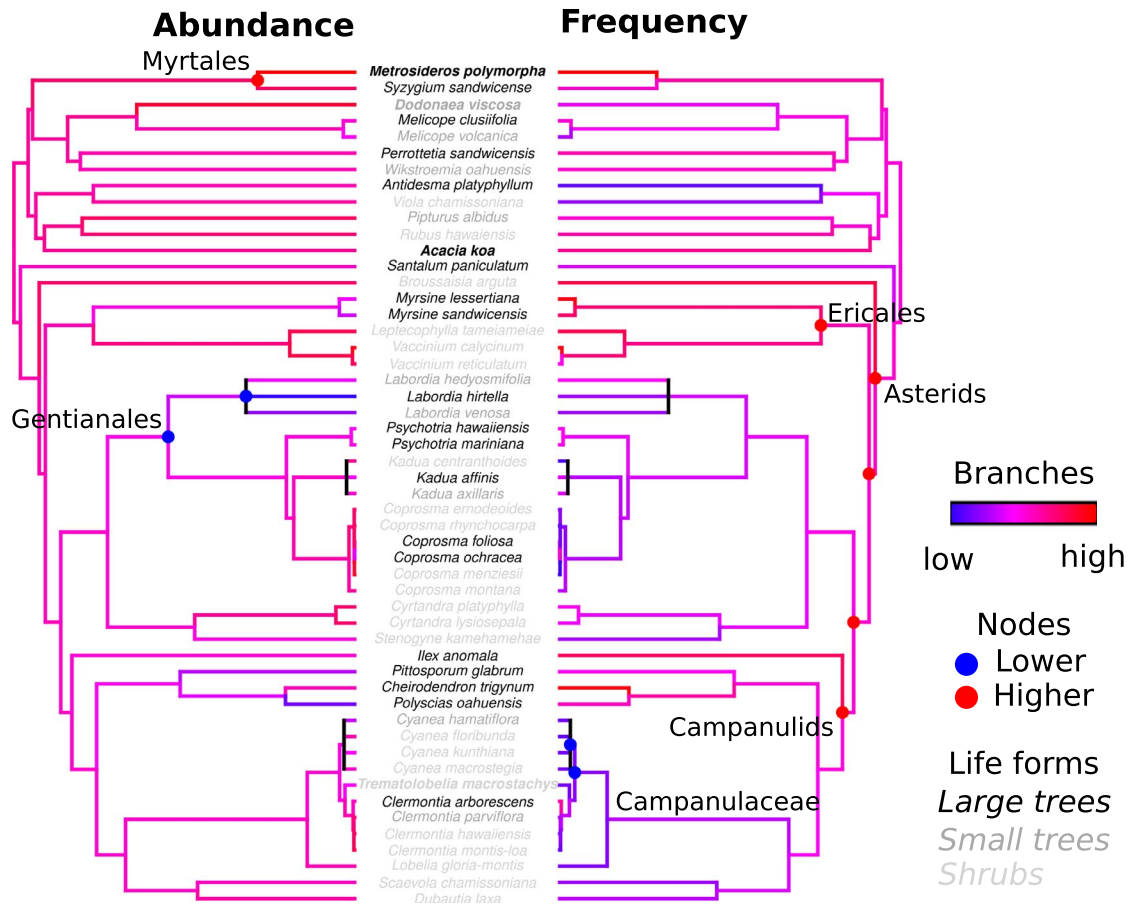 Abundance
Frequency
Myrtales
Metrosideros polymorpha
Syzygium sandwicense
Dodonaea viscosa
Melicope clusiifolia
Melicope volcanica
Perrottetia sandwicensis
Wikstroemia oahuensis
Antidesma platyphyllum
Viola chamissoniana
Pipturus albidus
Rubus hawaiensis
Acacia koa
Santalum paniculatum
Broussaisia arguta
Myrsine lessertiana
Ericales
Myrsine sandwicensis
Leptecophylla tameiameiae
Vaccinium calycinum
Vaccinium reticulatum
Labordia hedyosmifolia
Asterids
Labordia hirtella
Gentianales
Labordia venosa
Psychotria hawaiiensis
Psychotria mariniana
Kadua centranthoides
Kadua affinis
Kadua axillaris
Coprosma ernodeoides
Coprosma rhynchocarpa
Coprosma foliosa
Coprosma ochracea
Coprosma menziesii
Coprosma montana
Cyrtandra platyphylla
Cyrtandra lysiosepala
Stenogyne kamehamehae
Ilex anomala
Pittosporum glabrum
Cheirodendron trigynum
Polyscias oahuensis
Cyanea hamatiflora
Campanulids
Cyanea floribunda
Cyanea kunthiana
Cyanea macrostegia
Trematolobelia macrostachys
Clermontia arborescens
Campanulaceae
Clermontia parviflora
Clermontia hawaiiensis
Clermontia montis-loa
Lobelia gloria-montis
Scaevola chamissoniana
Dubautia laxa
Branches
low
high
Nodes
Lower
Higher
Life forms
Large trees
Small trees
Shrubs